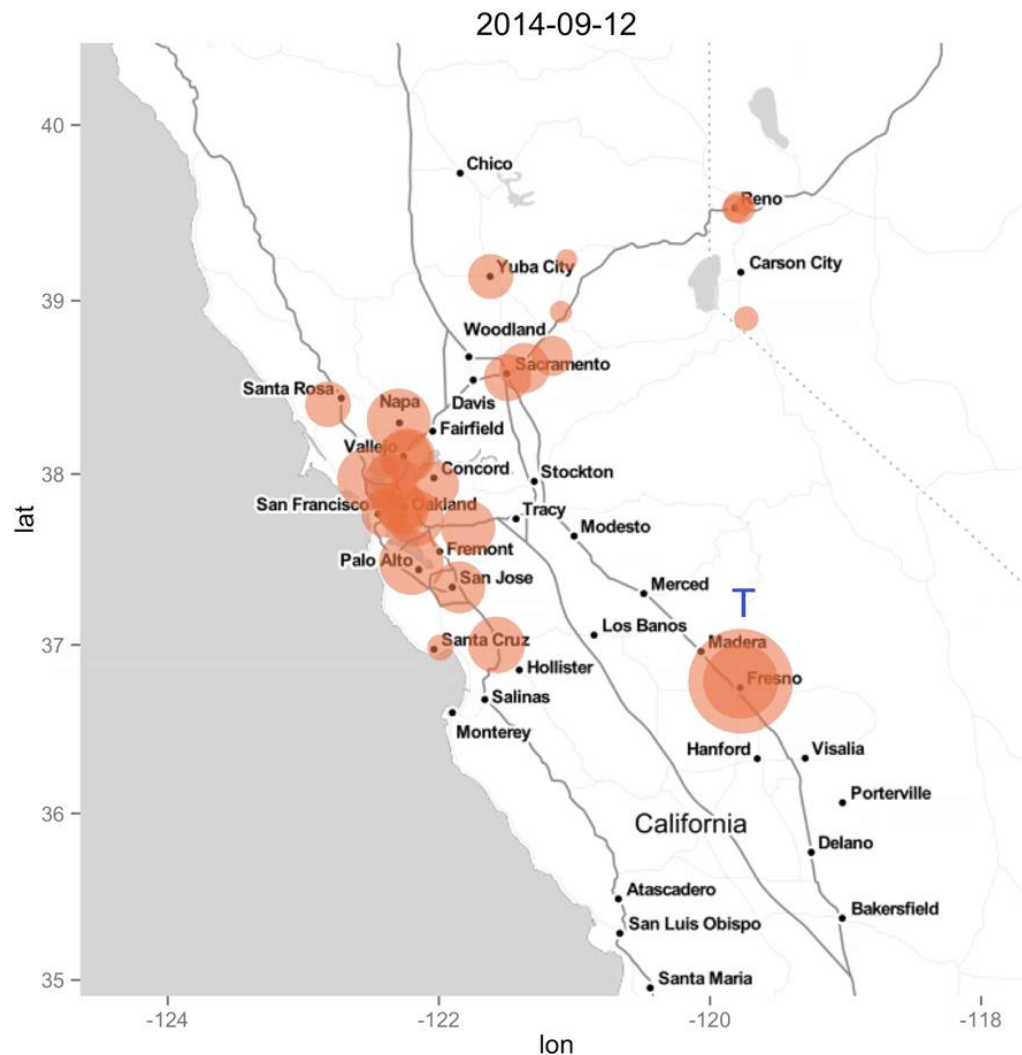 2014-09-12
40
39
38
37
36
35
lat
Chico
Reno
Carson City
Yuba City
Woodland
Sacramento
Santa Rosa
Napa
Davis
Fairfield
Vallejo
Concord
Stockton
San Francisco
Oakland
Tracy
Modesto
Fremont
Palo Alto
San Jose
Merced
T
Los Banos
Santa Cruz
Madera
Hollister
Fresno
Salinas
Monterey
Hanford
Visalia
Porterville
California
Delano
Atascadero
Bakersfield
San Luis Obispo
Santa Maria
-124
-122
-120
-118
lon